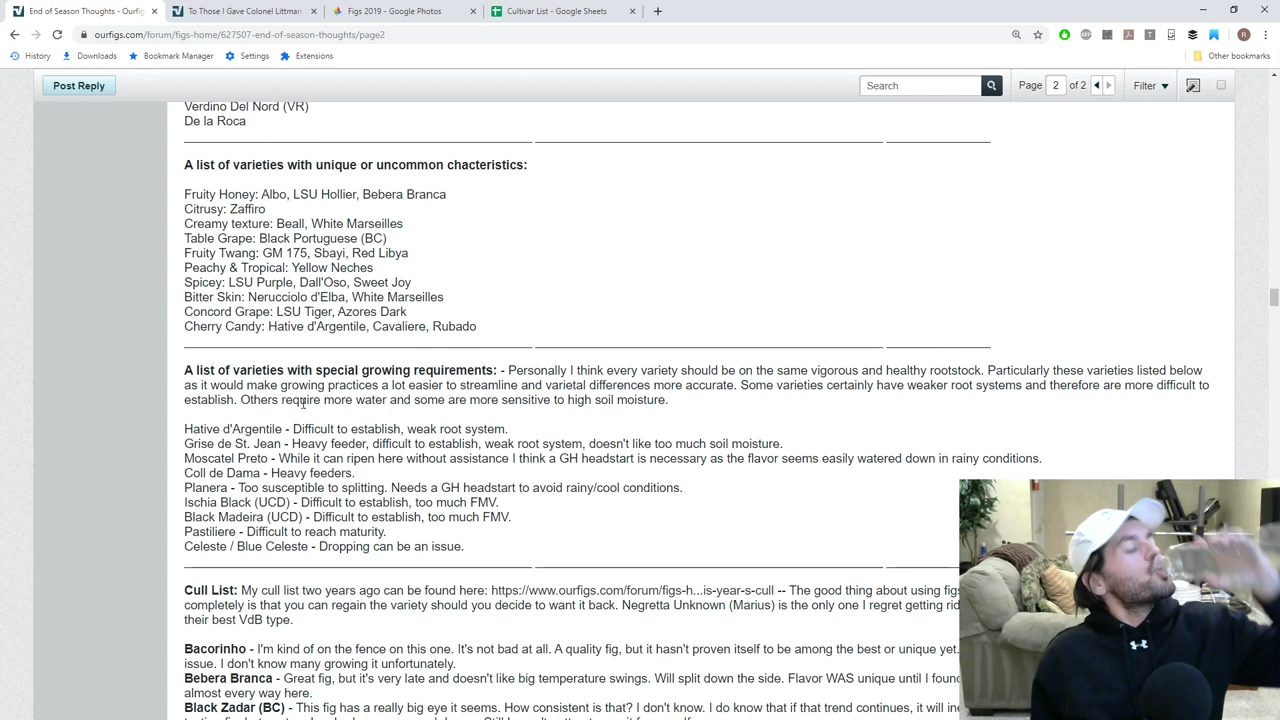 End of Season Thoughts - Ourfig
To Those I Gave Colonel Littman
Figs 2019 - Google Photos
Cultivar List - Google Sheets
ourfigs.com/forum/figs-home/627507-end-of-season-thoughts/page2
History
Downloads
Bookmark Manager
Settings
Extensions
Other bookmarks
Post Reply
Search
Page 2 of 2
Filter
Verdino Del Nord (VR)
De la Roca
A list of varieties with unique or uncommon chacteristics:
Fruity Honey: Albo, LSU Hollier, Bebera Branca
Citrusy: Zaffiro
Creamy texture: Beall, White Marseilles
Table Grape: Black Portuguese (BC)
Fruity Twang: GM 175, Sbayi, Red Libya
Peachy & Tropical: Yellow Neches
Spicey: LSU Purple, Dall'Oso, Sweet Joy
Bitter Skin: Nerucciolo d'Elba, White Marseilles
Concord Grape: LSU Tiger, Azores Dark
Cherry Candy: Hative d'Argentile, Cavaliere, Rubado
A list of varieties with special growing requirements: - Personally I think every variety should be on the same vigorous and healthy rootstock. Particularly these varieties listed below
as it would make growing practices a lot easier to streamline and varietal differences more accurate. Some varieties certainly have weaker root systems and therefore are more difficult to
establish. Others require more water and some are more sensitive to high soil moisture.
Hative d'Argentile - Difficult to establish, weak root system.
Grise de St. Jean - Heavy feeder, difficult to establish, weak root system, doesn't like too much soil moisture.
Moscatel Preto - While it can ripen here without assistance I think a GH headstart is necessary as the flavor seems easily watered down in rainy conditions.
Coll de Dama - Heavy feeders.
Planera - Too susceptible to splitting. Needs a GH headstart to avoid rainy/cool conditions.
Ischia Black (UCD) - Difficult to establish, too much FMV.
Black Madeira (UCD) - Difficult to establish, too much FMV.
Pastiliere - Difficult to reach maturity.
Celeste / Blue Celeste - Dropping can be an issue.
Cull List: My cull list two years ago can be found here: https://www.ourfigs.com/forum/figs-h...is-year-s-cull -- The good thing about using figs
completely is that you can regain the variety should you decide to want it back. Negretta Unknown (Marius) is the only one I regret getting rid
their best VdB type.
Bacorinho - I'm kind of on the fence on this one. It's not bad at all. A quality fig, but it hasn't proven itself to be among the best or unique yet.
issue. I don't know many growing it unfortunately.
Bebera Branca - Great fig, but it's very late and doesn't like big temperature swings. Will split down the side. Flavor WAS unique until I found
almost every way here.
Black Zadar (BC) - This fig has a really big eye it seems. How consistent is that? I don't know. I do know that if that trend continues, it will